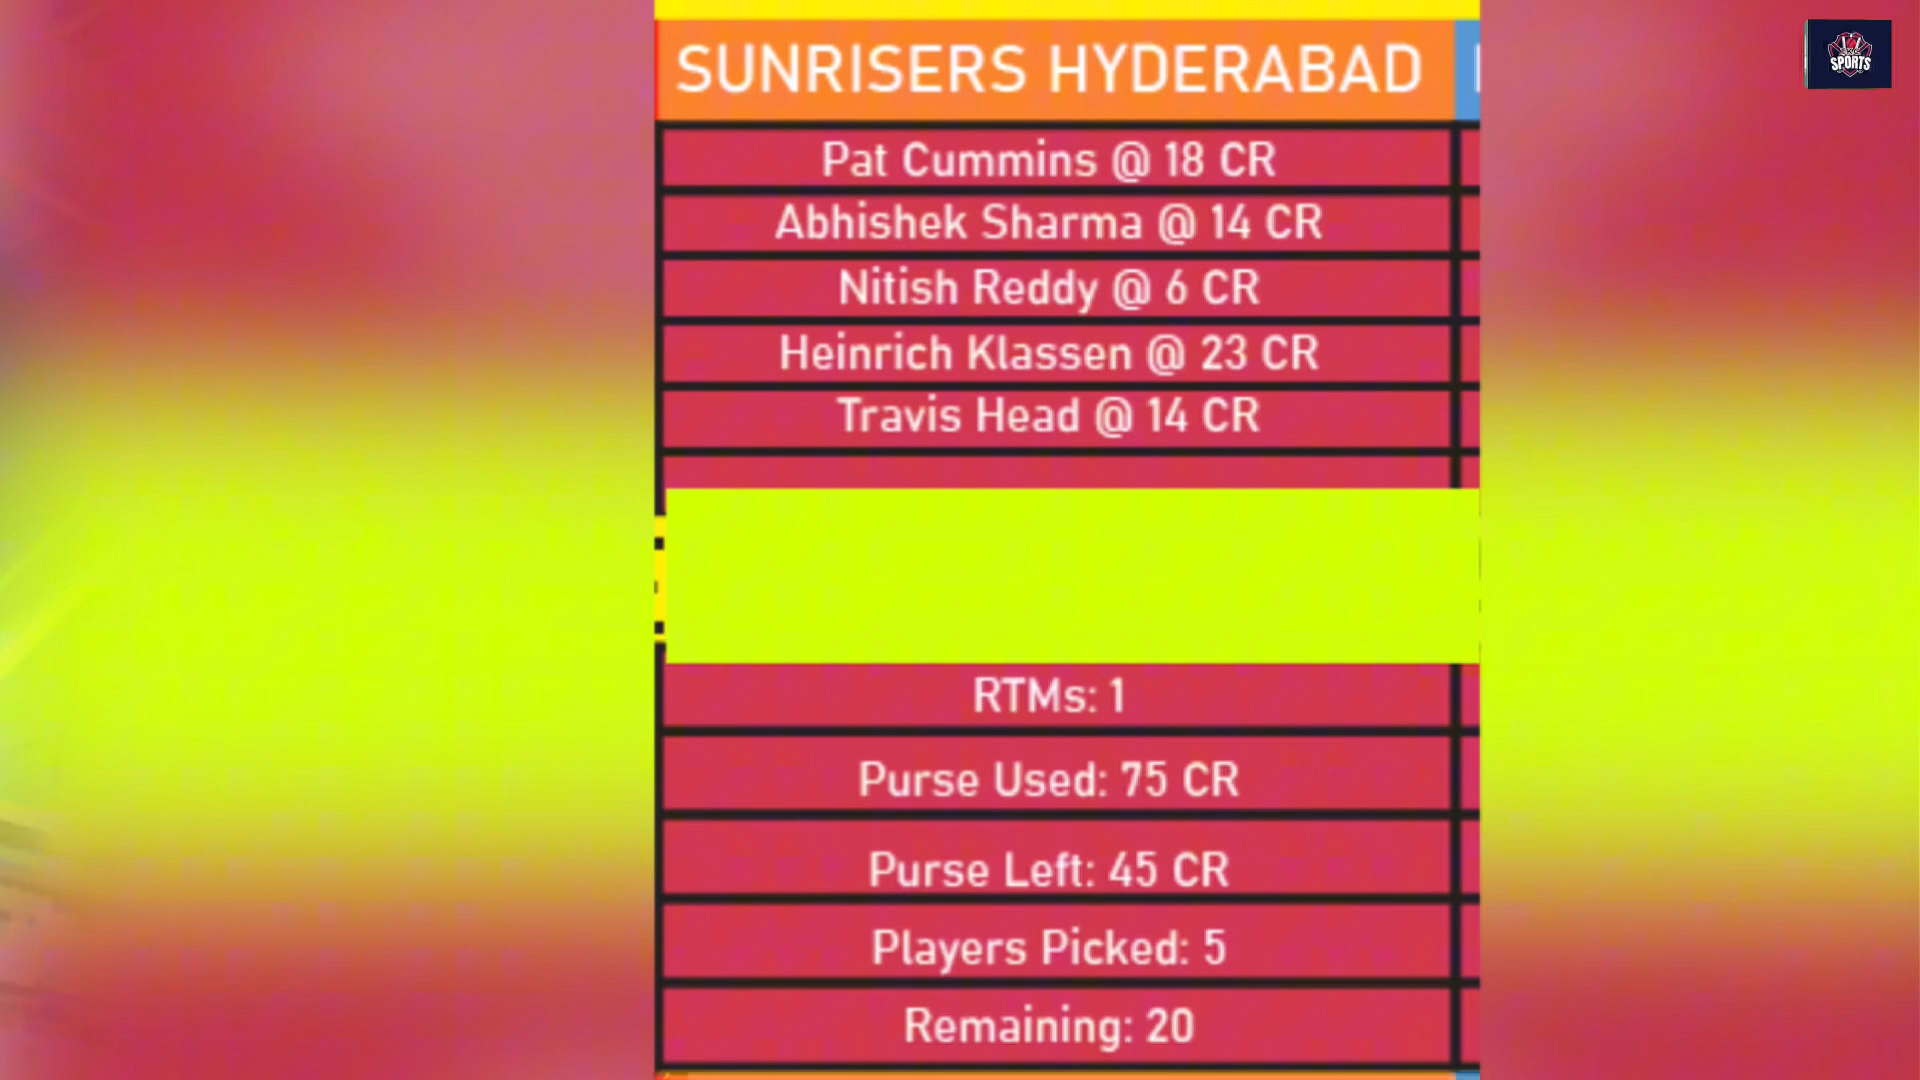 SUNRISERS HYDERABAD
Pat Cummins @ 18 CR
Abhishek Sharma @ 14 CR
Nitish Reddy @ 6 CR
Heinrich Klassen @ 23 CR
Travis Head @ 14 CR
RTMs: 1
Purse Used: 75 CR
Purse Left: 45 CR
Players Picked: 5
Remaining: 20
SPORTS